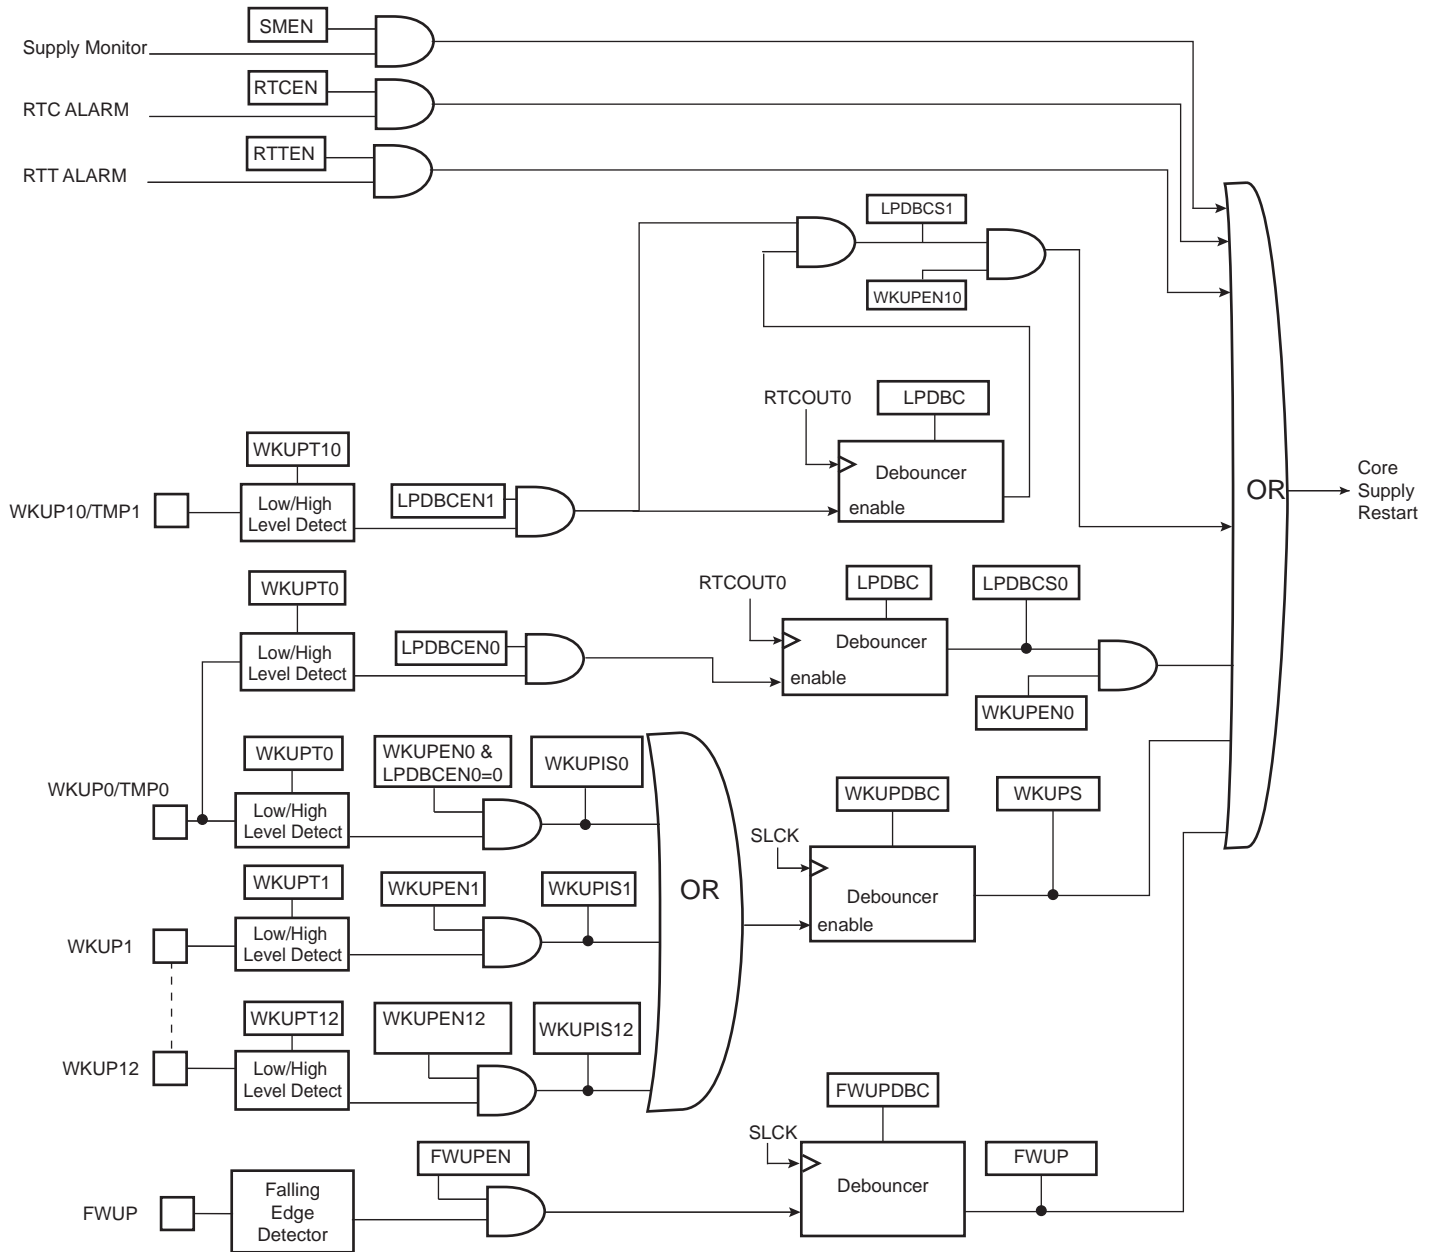 SMEN
Supply Monitor
RTCEN
RTC ALARM
RTTEN
RTT ALARM
LPDBCS1
WKUPEN10
RTCOUT0
LPDBC
WKUPT10
Debouncer
enable
LPDBCEN1
Low/High
Level Detect
WKUP10/TMP1
OR
Core
Supply
Restart
WKUPT0
RTCOUT0
LPDBC
LPDBCS0
Low/High
Level Detect
LPDBCEN0
Debouncer
enable
WKUPEN0
WKUPT0
WKUPEN0 &
LPDBCEN0=0
WKUPIS0
WKUP0/TMP0
Low/High
Level Detect
WKUPDBC
WKUPS
SLCK
WKUPT1
WKUPEN1
WKUPIS1
OR
Debouncer
enable
WKUP1
Low/High
Level Detect
WKUPT12
WKUPEN12
WKUPIS12
WKUP12
Low/High
Level Detect
FWUPDBC
SLCK
FWUPEN
FWUP
Debouncer
FWUP
Falling
Edge
Detector